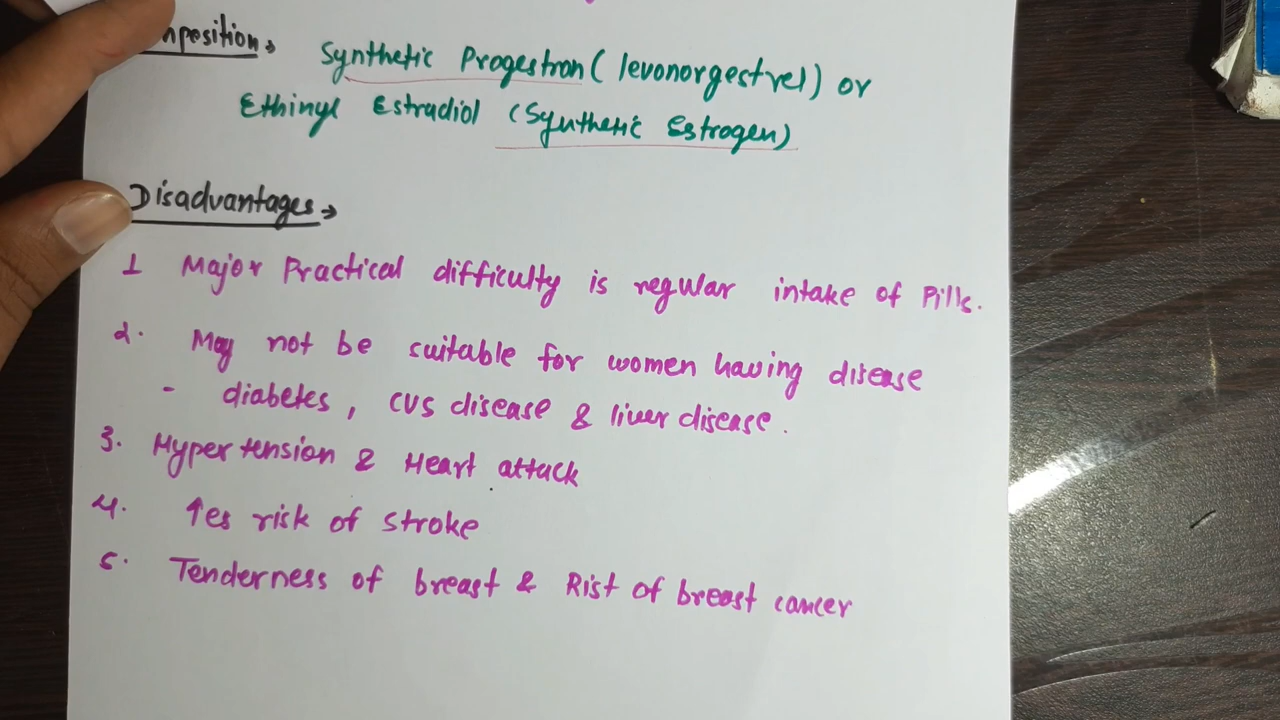 mposition→
Synthetic Progestron (levonorgestrel) or
Ethinyl Estradiol (Synthetic Estrogen)
Disadvantages→
1 Major Practical difficulty is regular intake of Pills.
2. May not be suitable for women having disease
- diabetes, CVS disease & liver disease.
3. Hypertension & Heart attack
4. ↑es risk of stroke
5. Tenderness of breast & Rist of breast cancer